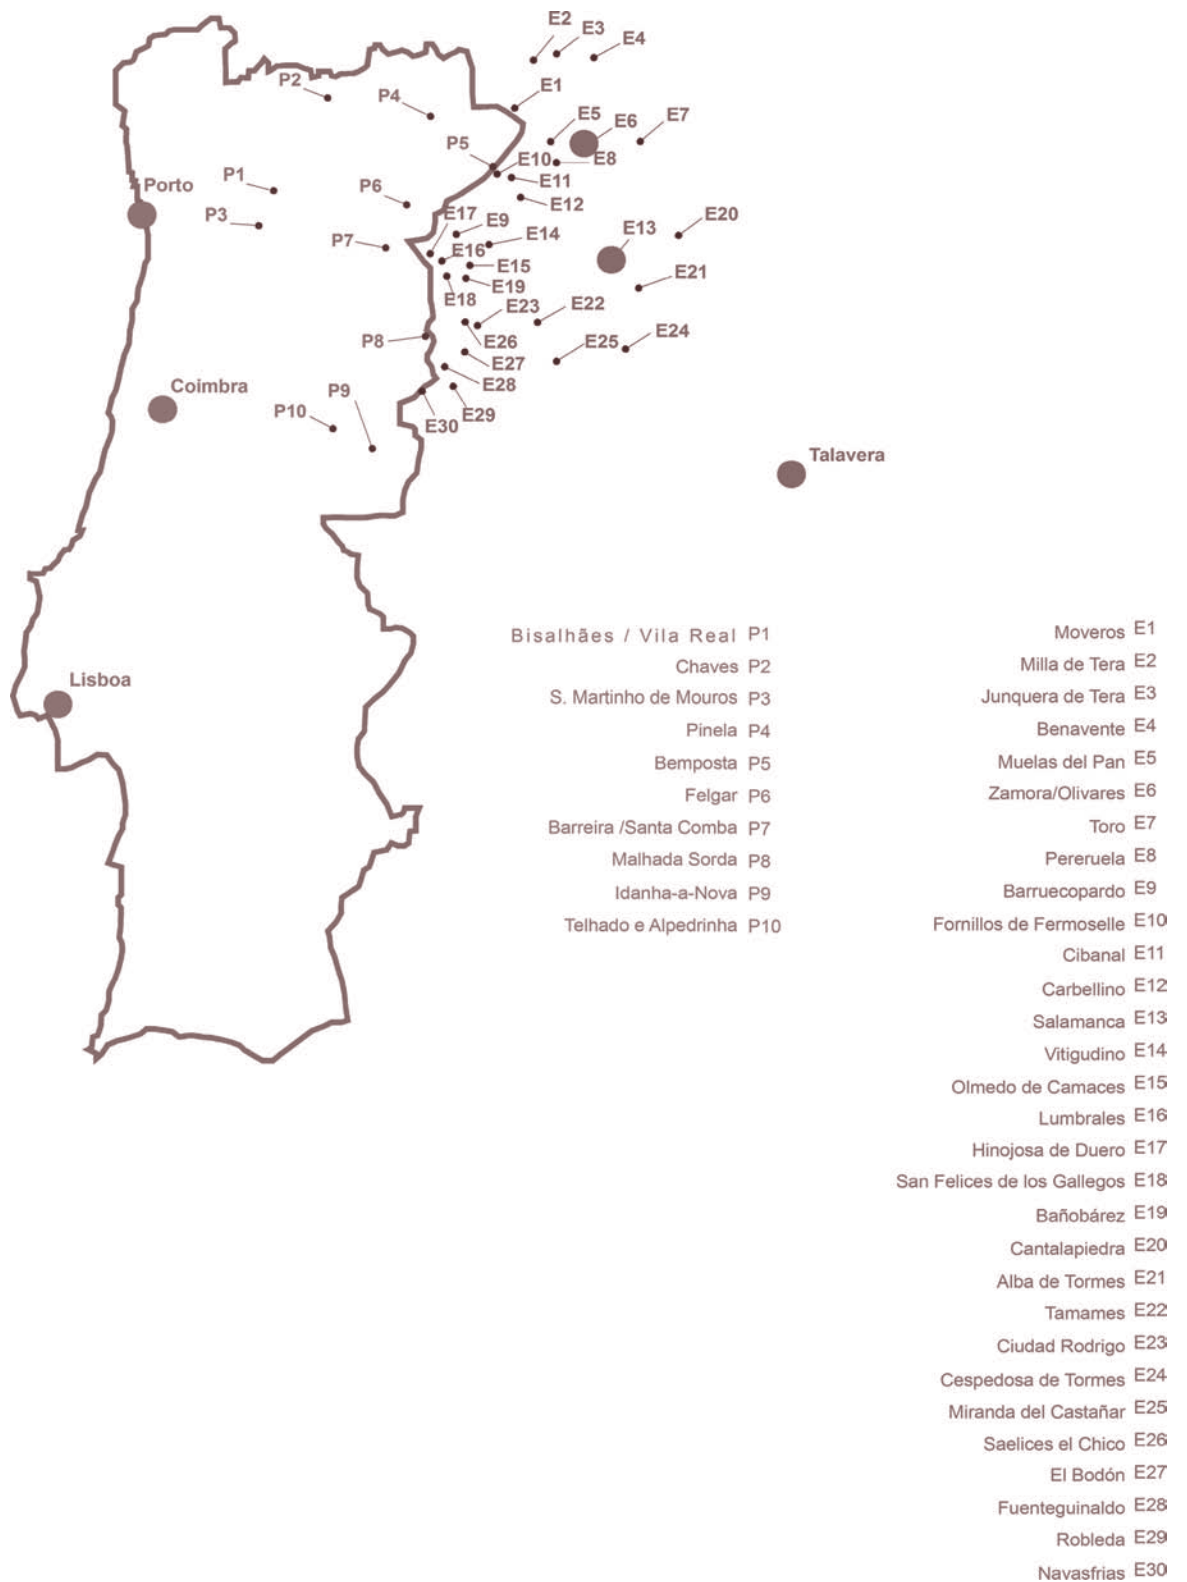 E2
E3
E4
P2
P4
E1
E5
E6
E7
P5
E10
E8
P1
Porto
P6
E11
E12
P3
E17
E9
E20
P7
E14
E13
E16
E15
E21
E18
E19
E23
E22
P8
E26
E25
E24
E27
Coimbra
P9
E28
P10
E30
E29
Talavera
Lisboa
Bisalhães / Vila Real P1
Chaves P2
S. Martinho de Mouros P3
Pinela P4
Bemposta P5
Felgar P6
Barreira /Santa Comba P7
Malhada Sorda P8
Idanha-a-Nova P9
Telhado e Alpedrinha P10
Moveros E1
Milla de Tera E2
Junquera de Tera E3
Benavente E4
Muelas del Pan E5
Zamora/Olivares E6
Toro E7
Pereruela E8
Barruecopardo E9
Fornillos de Fermoselle E10
Cibanal E11
Carbellino E12
Salamanca E13
Vitigudino E14
Olmedo de Camaces E15
Lumbrales E16
Hinojosa de Duero E17
San Felices de los Gallegos E18
Bañobárez E19
Cantalapiedra E20
Alba de Tormes E21
Tamames E22
Ciudad Rodrigo E23
Cespedosa de Tormes E24
Miranda del Castañar E25
Saelices el Chico E26
El Bodón E27
Fuenteguinaldo E28
Robleda E29
Navasfrias E30